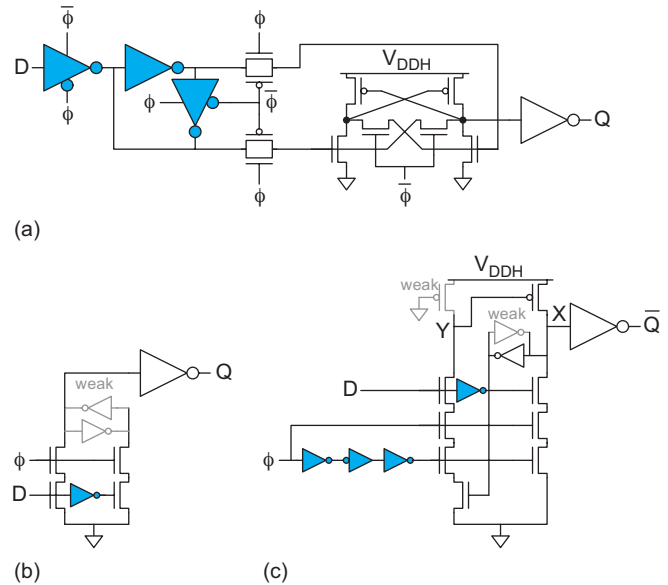 ϕ̅ ϕ
D ϕ
V_DDH
ϕ ϕ̅ Q
ϕ ϕ̅
(a)
V_DDH
weak
Y weak X Q̅
Q
weak
D
ϕ ϕ
D
(b) (c)